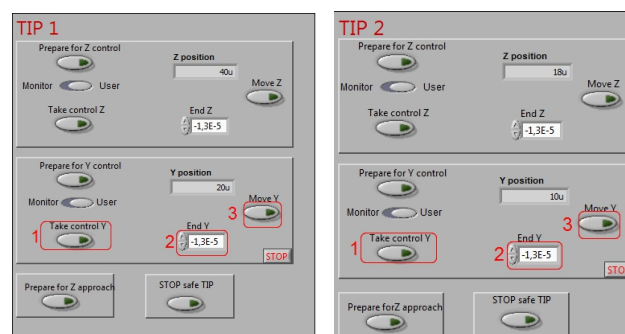 TIP 1
Prepare for Z control
Z position
40u
Monitor User
Move Z
Take control Z
End Z
-1,3E-5
Prepare for Y control
Y position
20u
Monitor User
Move Y
3
Take control Y
1
End Y
2
-1,3E-5
STOP
Prepare for Z approach
STOP safe TIP
TIP 2
Prepare for Z control
Z position
18u
Monitor User
Move Z
Take control Z
End Z
-1,3E-5
Prepare for Y control
Y position
10u
Monitor User
Move Y
3
Take control Y
1
End Y
2
-1,3E-5
STO
Prepare forZ approach
STOP safe TIP